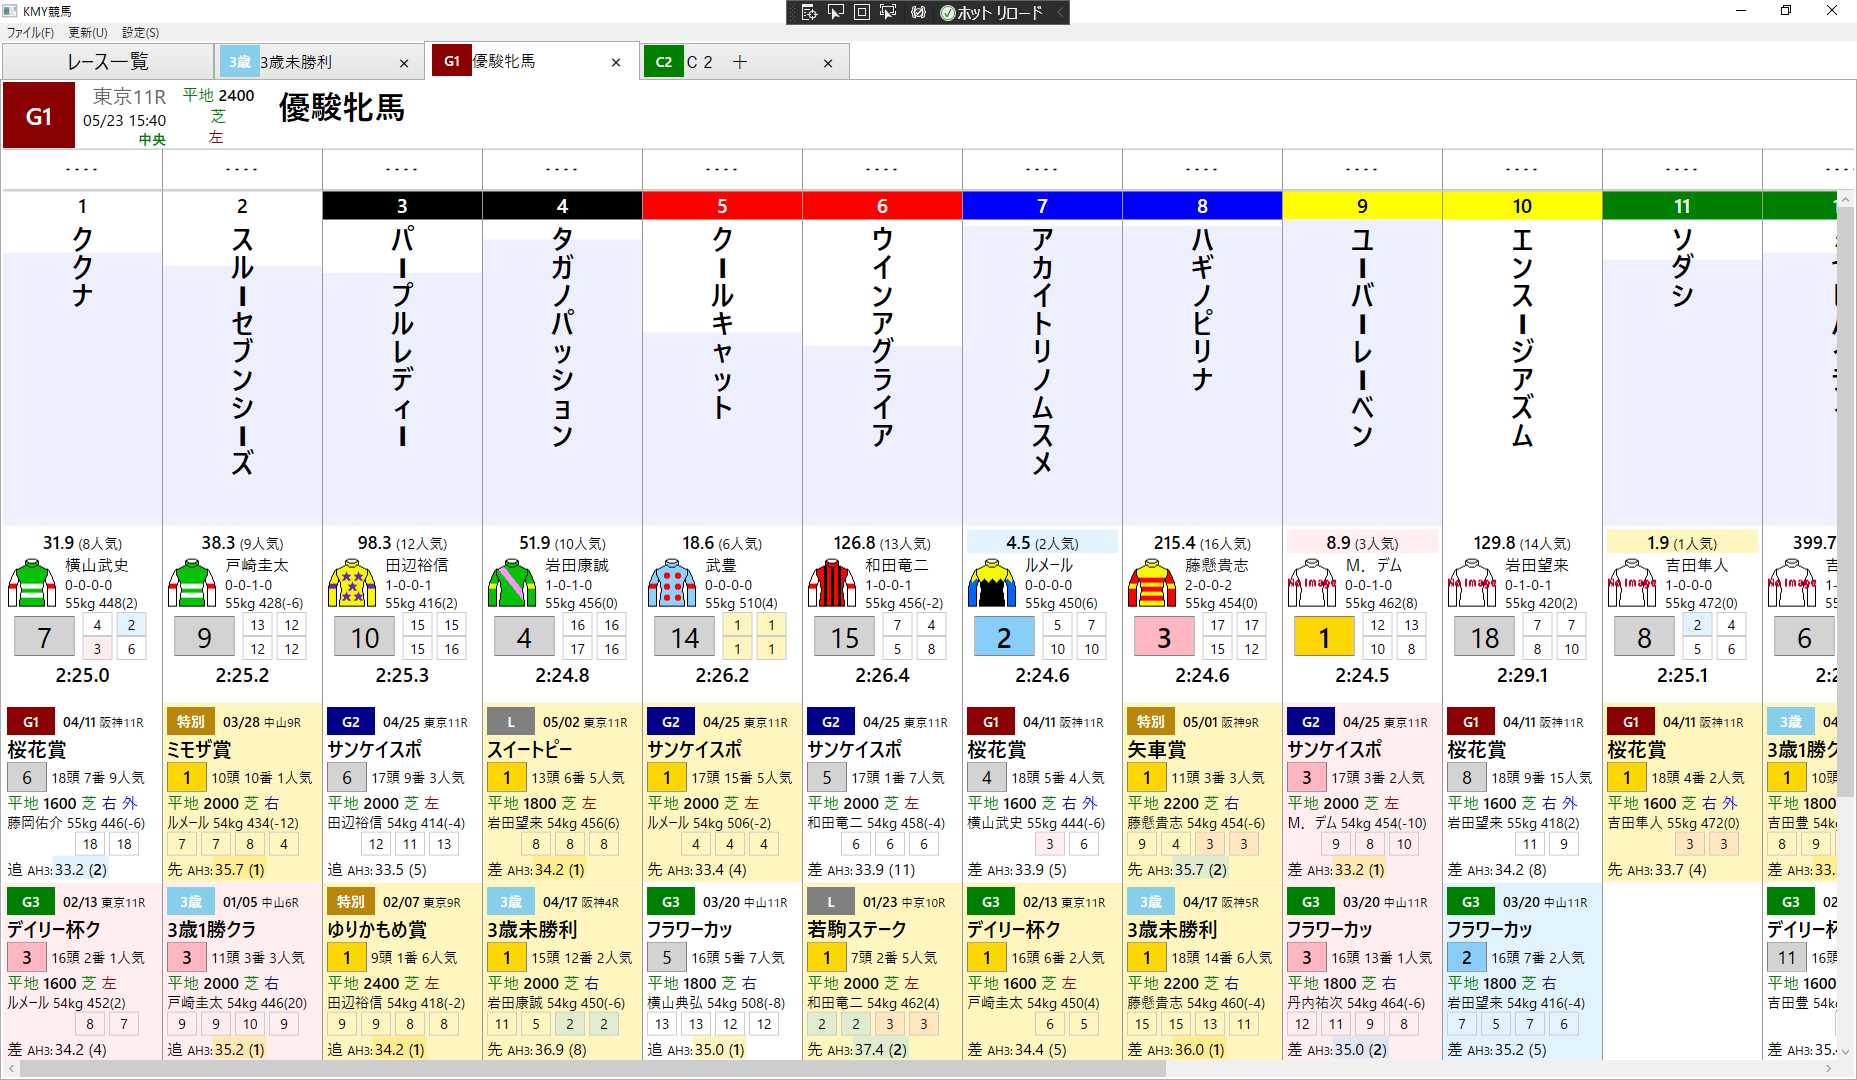 KMY競馬
ホット リロード
ファイル(F) 更新(U) 設定(S)
レース一覧
3歳 3歳未勝利 ×
G1 優駿牝馬 ×
C2 C2 十 ×
G1 東京11R 平地 2400 優駿牝馬
05/23 15:40 芝
中央 左
---- ---- ---- ---- ---- ---- ---- ---- ---- ---- ---- ----
1 2 3 4 5 6 7 8 9 10 11
ククナ
スルーセブンシーズ
パープルレディー
タガノパッション
クールキャット
ウインアグライア
アカイトリノムスメ
ハギノピリナ
ユーバーレーベン
エンスージアズム
ソダシ
31.9 (8人気)
横山武史
0-0-0-0
55kg 448(2)
7 4 2
3 6
2:25.0
G1 04/11 阪神11R
桜花賞
6 18頭 7番 9人気
平地 1600 芝 右 外
藤岡佑介 55kg 446(-6)
18 18
追 AH3:33.2 (2)
G3 02/13 東京11R
デイリー杯ク
3 16頭 2番 1人気
平地 1600 芝 左
ルメール 54kg 452(2)
8 7
差 AH3:34.2 (4)
38.3 (9人気)
戸崎圭太
0-0-1-0
55kg 428(-6)
9 13 12
12 12
2:25.2
特別 03/28 中山9R
ミモザ賞
1 10頭 10番 1人気
平地 2000 芝 右
ルメール 54kg 434(-12)
7 7 8 4
先 AH3:35.7 (1)
3歳 01/05 中山6R
3歳1勝クラ
3 11頭 3番 3人気
平地 2000 芝 右
戸崎圭太 54kg 446(20)
9 9 10 9
追 AH3:35.2 (1)
98.3 (12人気)
田辺裕信
1-0-0-1
55kg 416(2)
10 15 15
15 16
2:25.3
G2 04/25 東京11R
サンケイスポ
6 17頭 9番 3人気
平地 2000 芝 左
田辺裕信 54kg 414(-4)
12 11 13
追 AH3:33.5 (5)
特別 02/07 東京9R
ゆりかもめ賞
1 9頭 1番 6人気
平地 2400 芝 左
田辺裕信 54kg 418(-2)
9 9 8 8
追 AH3:34.2 (1)
51.9 (10人気)
岩田康誠
1-0-1-0
55kg 456(0)
4 16 16
17 16
2:24.8
L 05/02 東京11R
スイートピー
1 13頭 6番 5人気
平地 1800 芝 左
岩田望来 54kg 456(6)
8 8 8
差 AH3:34.2 (1)
3歳 04/17 阪神4R
3歳未勝利
1 15頭 12番 2人気
平地 2000 芝 右
岩田康誠 54kg 450(-6)
11 5 2 2
先 AH3:36.9 (8)
18.6 (6人気)
武豊
0-0-0-0
55kg 510(4)
14 1 1
1 1
2:26.2
G2 04/25 東京11R
サンケイスポ
1 17頭 15番 5人気
平地 2000 芝 左
ルメール 54kg 506(-2)
4 4 4
先 AH3:33.4 (4)
G3 03/20 中山11R
フラワーカッ
5 16頭 5番 7人気
平地 1800 芝 右
横山典弘 54kg 508(-8)
13 13 12 12
追 AH3:35.0 (1)
126.8 (13人気)
和田竜二
1-0-0-1
55kg 456(-2)
15 7 4
5 8
2:26.4
G2 04/25 東京11R
サンケイスポ
5 17頭 1番 7人気
平地 2000 芝 左
和田竜二 54kg 458(-4)
6 6 6
差 AH3:33.9 (11)
L 01/23 中京10R
若駒ステーク
1 7頭 2番 5人気
平地 2000 芝 左
和田竜二 54kg 462(4)
2 2 3 3
先 AH3:37.4 (2)
4.5 (2人気)
ルメール
0-0-0-0
55kg 450(6)
2 5 7
10 10
2:24.6
G1 04/11 阪神11R
桜花賞
4 18頭 5番 4人気
平地 1600 芝 右 外
横山武史 55kg 444(-6)
3 6
差 AH3:33.9 (5)
G3 02/13 東京11R
デイリー杯ク
1 16頭 6番 2人気
平地 1600 芝 左
戸崎圭太 54kg 450(4)
6 5
差 AH3:34.4 (5)
215.4 (16人気)
藤懸貴志
2-0-0-2
55kg 454(0)
3 17 17
15 12
2:24.6
特別 05/01 阪神9R
矢車賞
1 11頭 3番 3人気
平地 2200 芝 右
藤懸貴志 54kg 454(-6)
9 4 3 3
先 AH3:35.7 (2)
3歳 04/17 阪神5R
3歳未勝利
1 18頭 14番 6人気
平地 2200 芝 右
藤懸貴志 54kg 460(-4)
15 15 13 11
差 AH3:36.0 (1)
8.9 (3人気)
M．デム
0-0-1-0
55kg 462(8)
No Image
1 12 13
10 8
2:24.5
G2 04/25 東京11R
サンケイスポ
3 17頭 3番 2人気
平地 2000 芝 左
M．デム 54kg 454(-10)
9 8 10
差 AH3:33.2 (1)
G3 03/20 中山11R
フラワーカッ
3 16頭 13番 1人気
平地 1800 芝 右
丹内祐次 54kg 464(-6)
12 11 9 8
差 AH3:35.0 (2)
129.8 (14人気)
岩田望来
0-1-0-1
55kg 420(2)
No Image
18 7 7
8 10
2:29.1
G1 04/11 阪神11R
桜花賞
8 18頭 9番 15人気
平地 1600 芝 右 外
岩田望来 55kg 418(2)
11 9
差 AH3:34.2 (8)
G3 03/20 中山11R
フラワーカッ
2 16頭 7番 2人気
平地 1800 芝 右
岩田望来 54kg 416(-4)
7 5 7 6
差 AH3:35.2 (5)
1.9 (1人気)
吉田隼人
1-0-0-0
55kg 472(0)
No Image
8 2 4
5 6
2:25.1
G1 04/11 阪神11R
桜花賞
1 18頭 4番 2人気
平地 1600 芝 右 外
吉田隼人 55kg 472(0)
3 3
先 AH3:33.7 (4)
399.7
吉
1-
55
No Image
6
2:2
3歳 04
3歳1勝ク
1 10頭
平地 1800
吉田豊 54k
8 9
差 AH3:33.
G3 02
デイリー杯
11 16頭
平地 1600
吉田豊 54k
差 AH3:35.